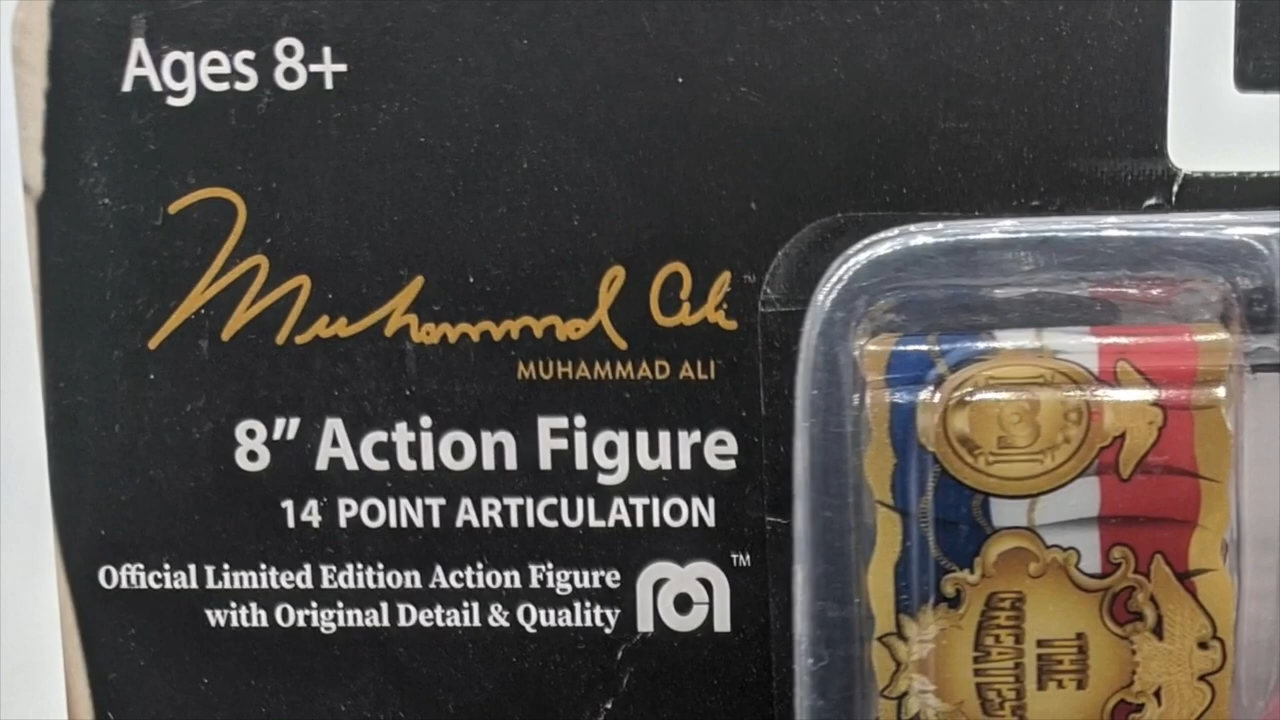 Ages 8+
Muhammad Ali
MUHAMMAD ALI
8” Action Figure
14 POINT ARTICULATION
Official Limited Edition Action Figure
with Original Detail & Quality
TM
THE
GREATEST